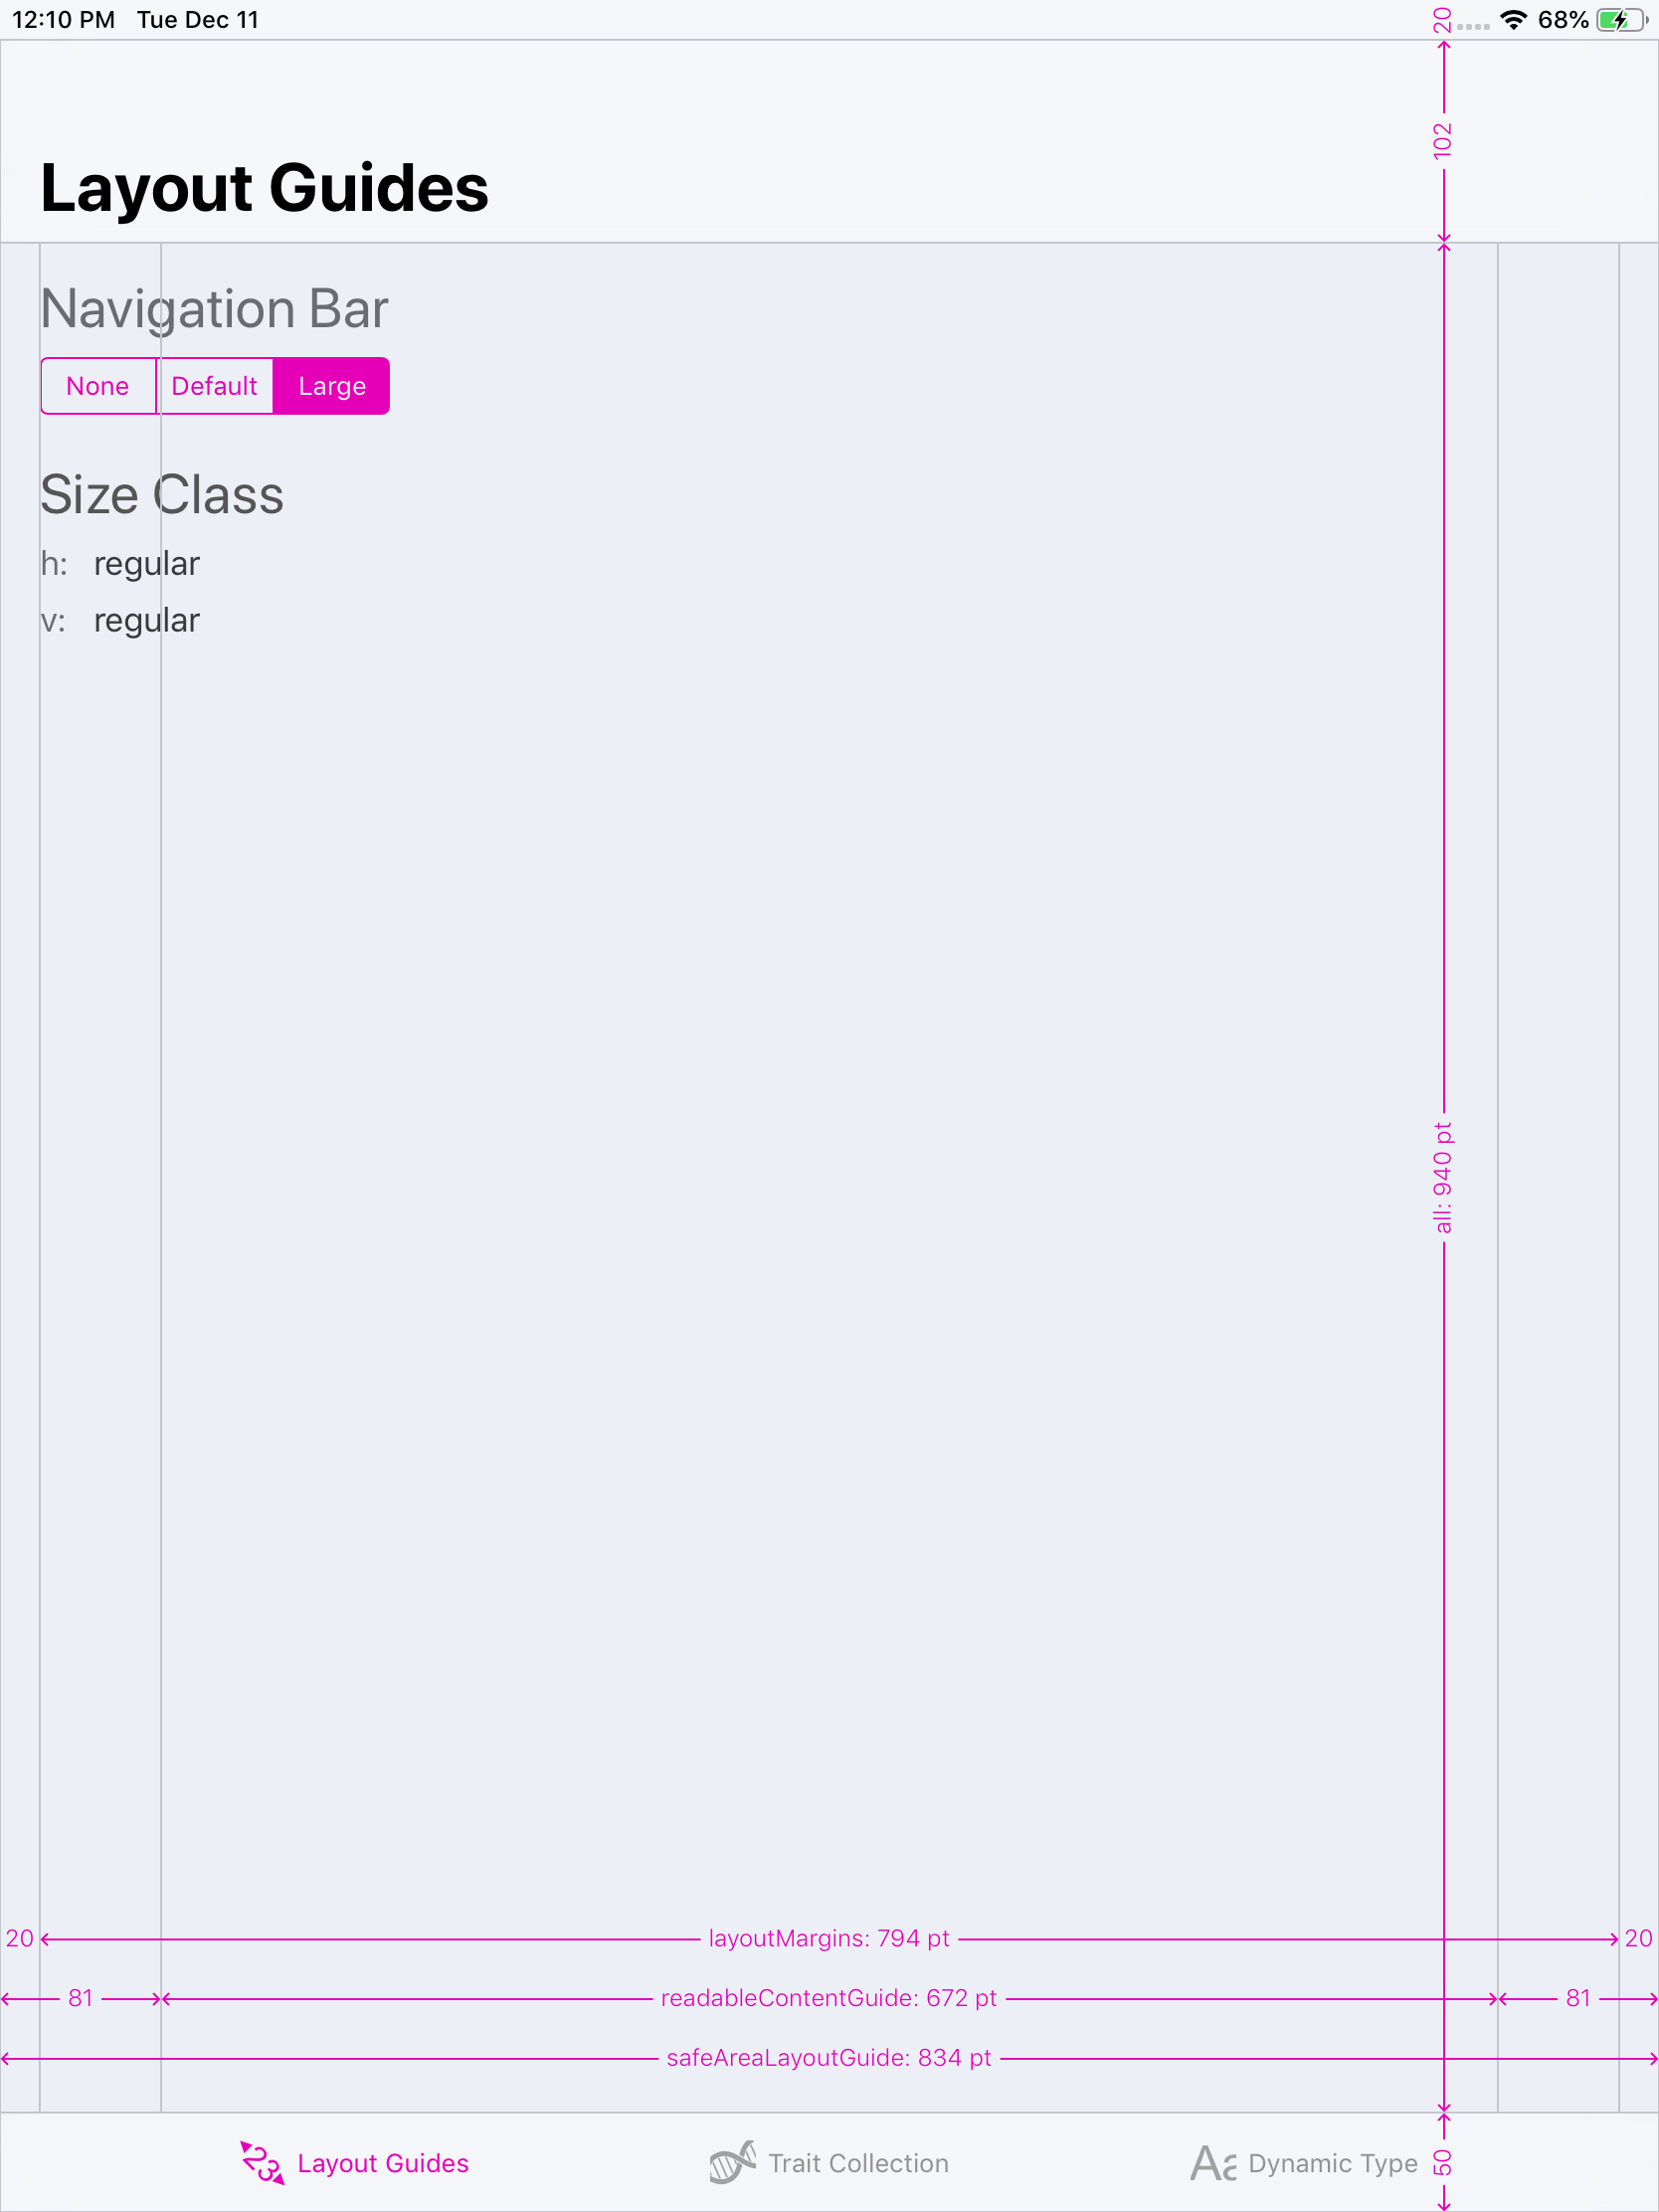 12:10 PM Tue Dec 11 20 68%
102
Layout Guides
Navigation Bar
None Default Large
Size Class
h: regular
v: regular
all: 940 pt
20 layoutMargins: 794 pt 20
81 readableContentGuide: 672 pt 81
safeAreaLayoutGuide: 834 pt
23 Layout Guides Trait Collection Aa Dynamic Type 50